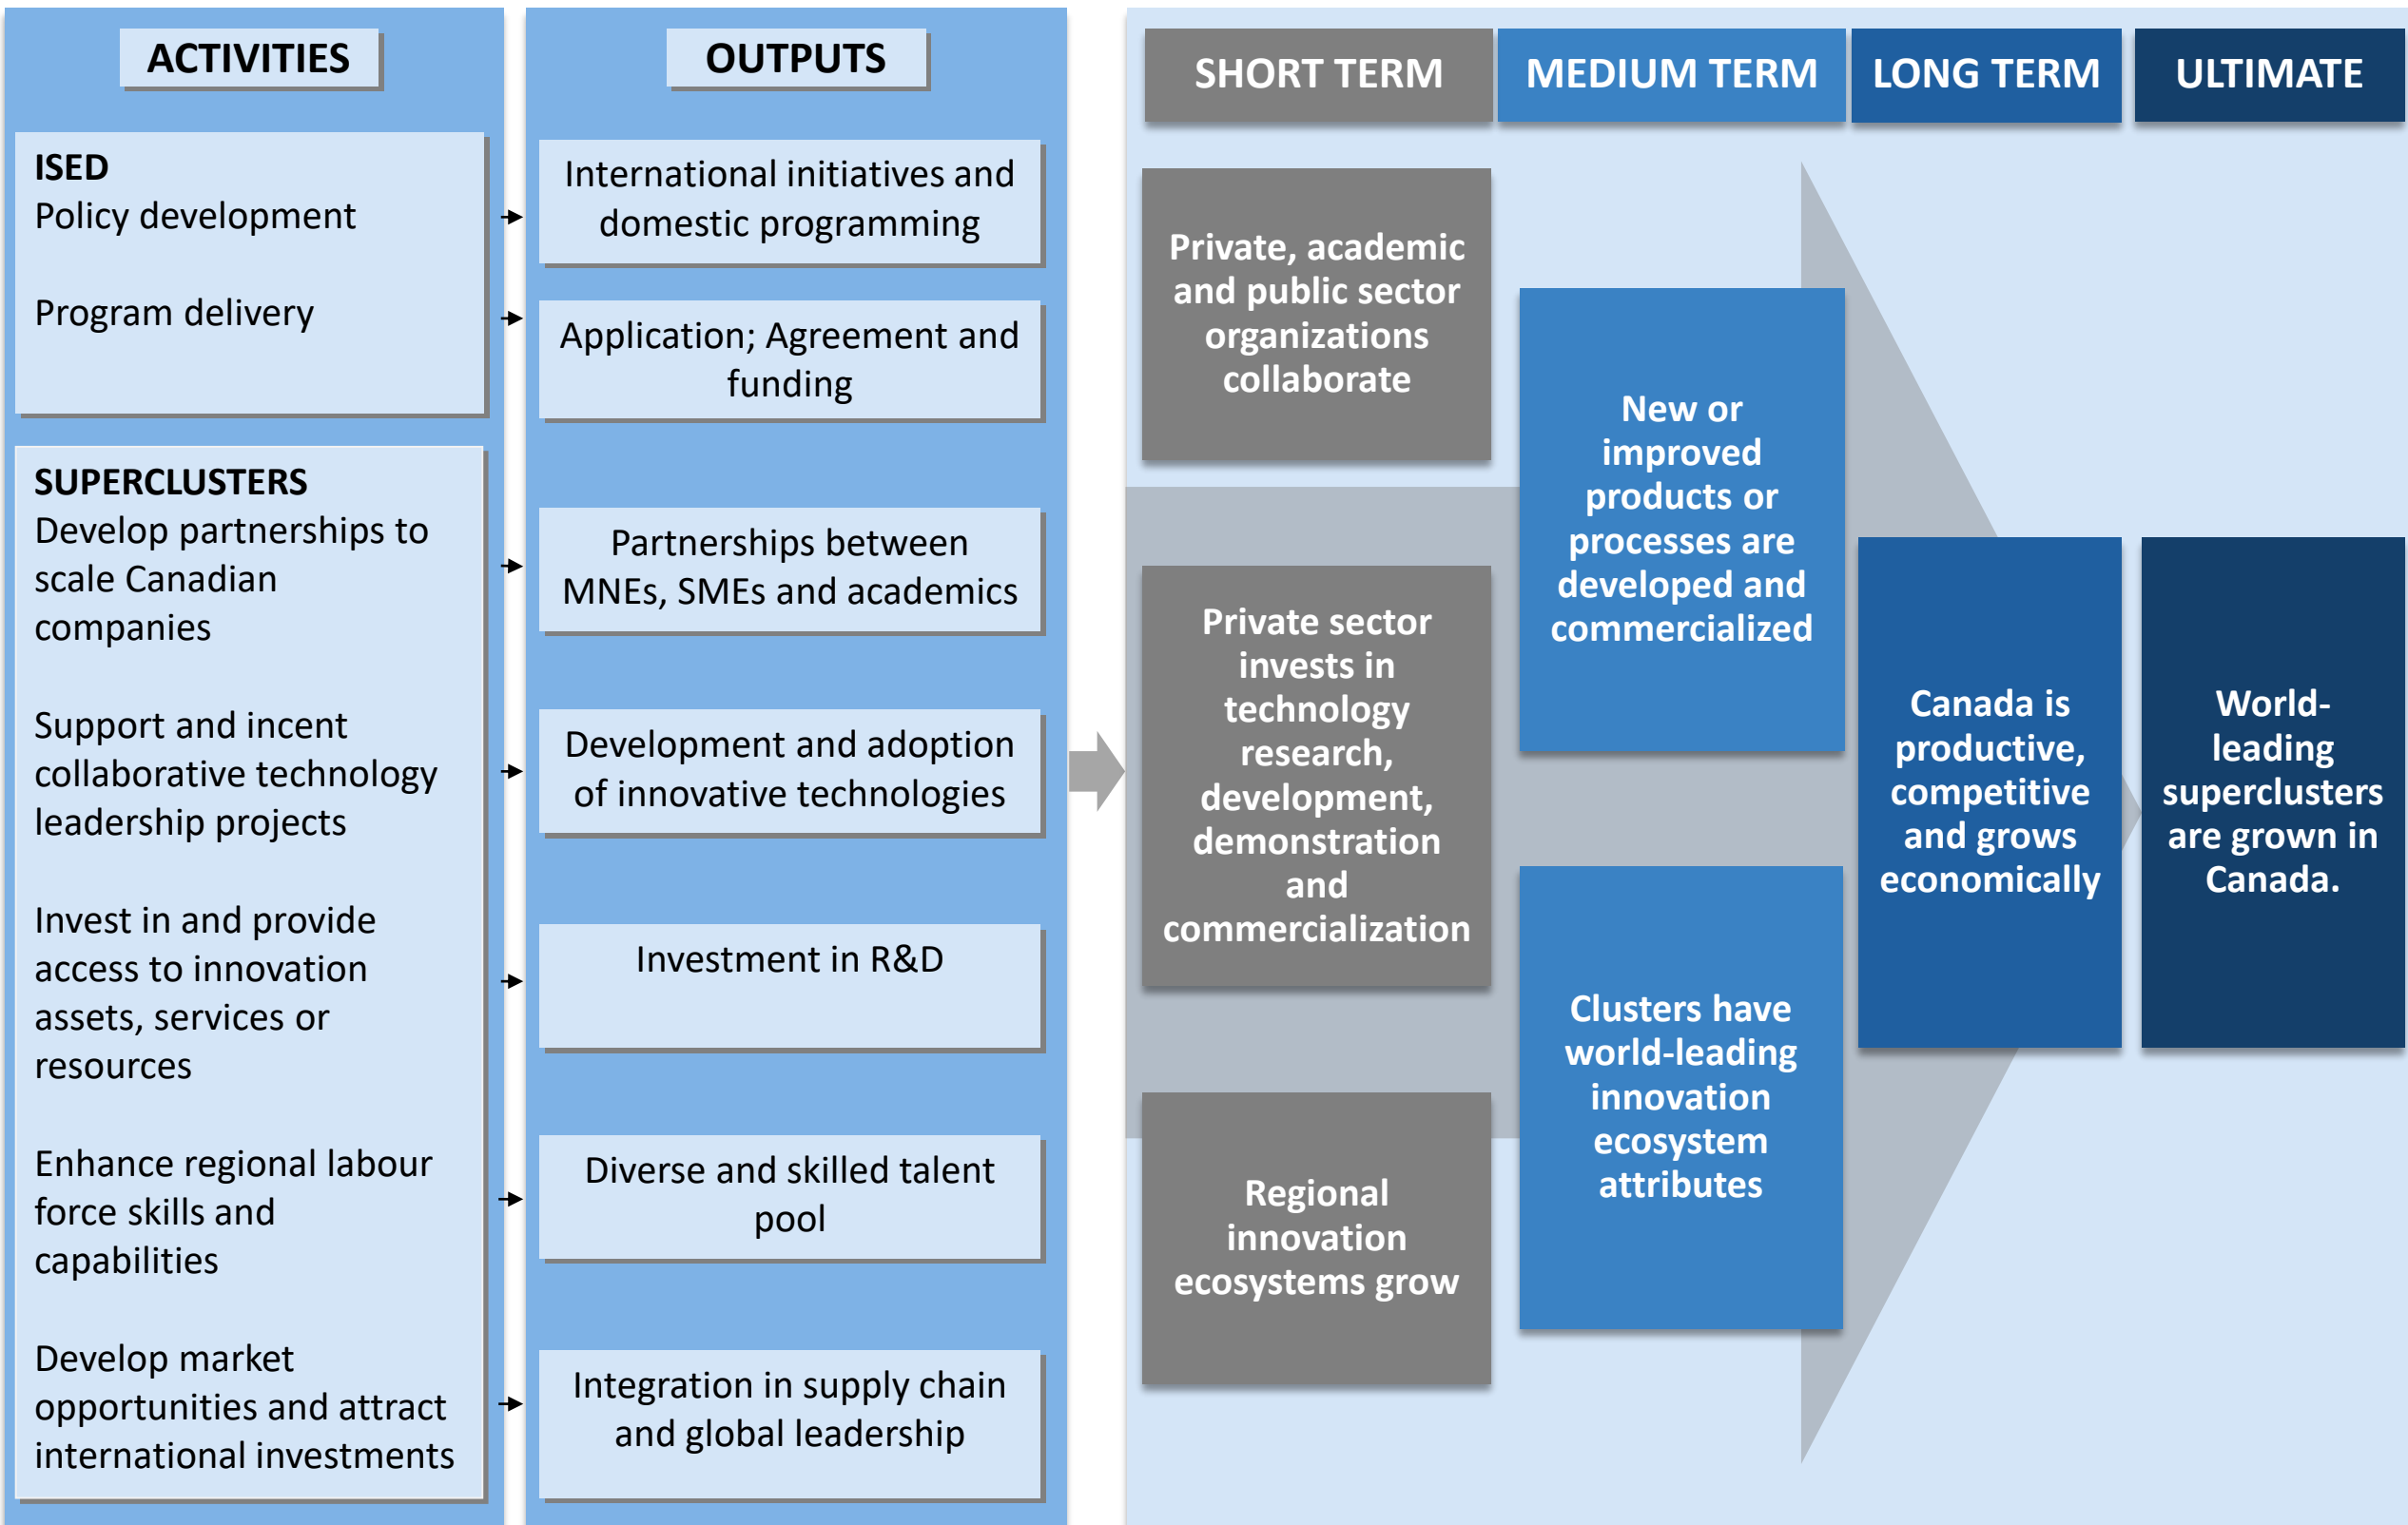 ACTIVITIES
ISED
Policy development
Program delivery
SUPERCLUSTERS
Develop partnerships to
scale Canadian
companies
Support and incent
collaborative technology
leadership projects
Invest in and provide
access to innovation
assets, services or
resources
Enhance regional labour
force skills and
capabilities
Develop market
opportunities and attract
international investments
OUTPUTS
International initiatives and
domestic programming
Application; Agreement and
funding
Partnerships between
MNEs, SMEs and academics
Development and adoption
of innovative technologies
Investment in R&D
Diverse and skilled talent
pool
Integration in supply chain
and global leadership
SHORT TERM
Private, academic
and public sector
organizations
collaborate
Private sector
invests in
technology
research,
development,
demonstration
and
commercialization
Regional
innovation
ecosystems grow
MEDIUM TERM
New or
improved
products or
processes are
developed and
commercialized
Clusters have
world-leading
innovation
ecosystem
attributes
LONG TERM
Canada is
productive,
competitive
and grows
economically
ULTIMATE
World-
leading
superclusters
are grown in
Canada.